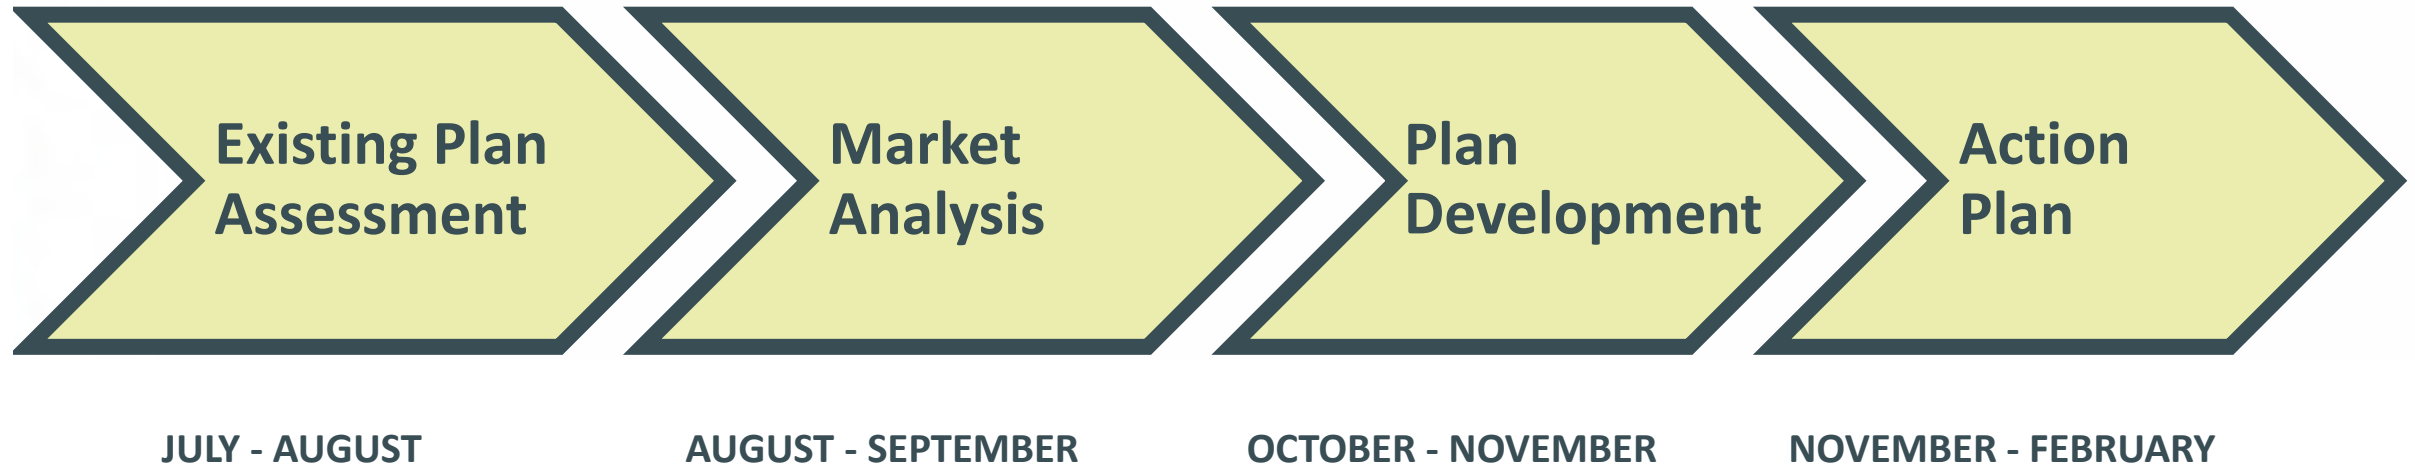 Existing Plan
Assessment
Market
Analysis
Plan
Development
Action
Plan
JULY - AUGUST
AUGUST - SEPTEMBER
OCTOBER - NOVEMBER
NOVEMBER - FEBRUARY